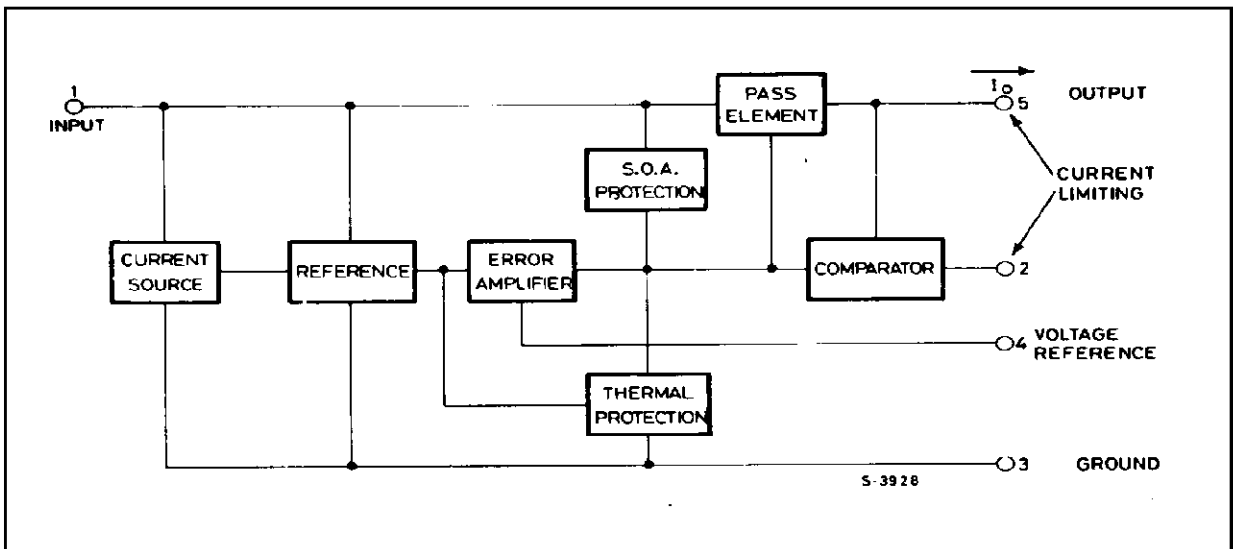 1
INPUT
PASS
ELEMENT
Io
5
OUTPUT
S.O.A.
PROTECTION
CURRENT
LIMITING
CURRENT
SOURCE
REFERENCE
ERROR
AMPLIFIER
COMPARATOR
2
4
VOLTAGE
REFERENCE
THERMAL
PROTECTION
3
GROUND
S-3928